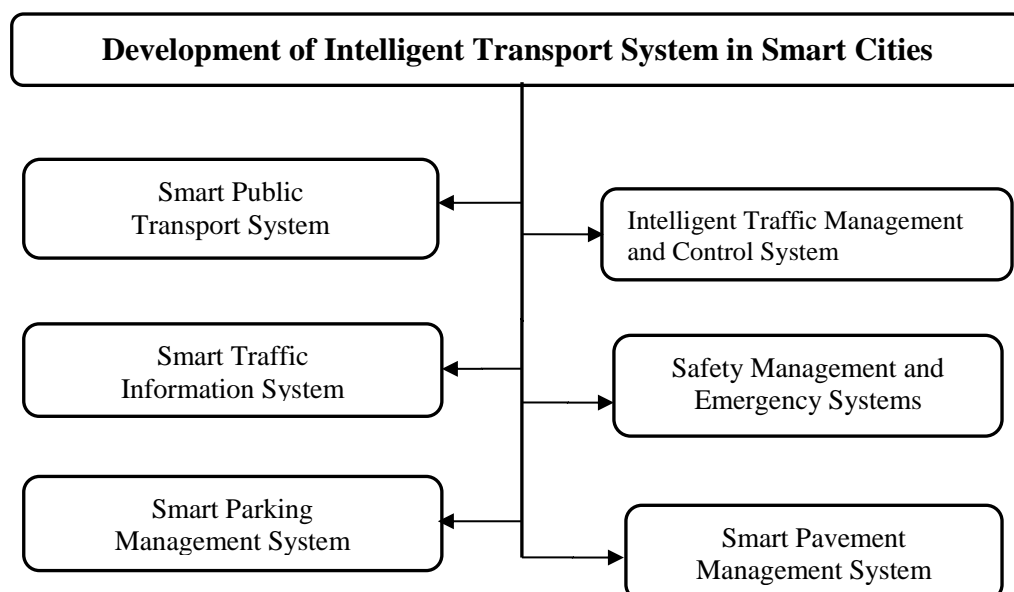 Development of Intelligent Transport System in Smart Cities
Smart Public
Transport System
Intelligent Traffic Management
and Control System
Smart Traffic
Information System
Safety Management and
Emergency Systems
Smart Parking
Management System
Smart Pavement
Management System